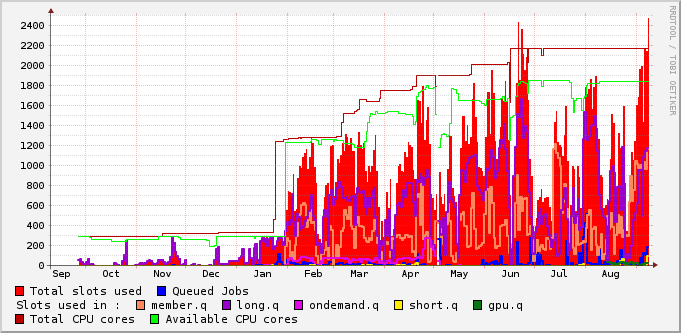 RRDTOOL / TOBI OETIKER
2400
2200
2000
1800
1600
1400
1200
1000
800
600
400
200
0
Sep Oct Nov Dec Jan Feb Mar Apr May Jun Jul Aug
Total slots used Queued Jobs
Slots used in : member.q long.q ondemand.q short.q gpu.q
Total CPU cores Available CPU cores